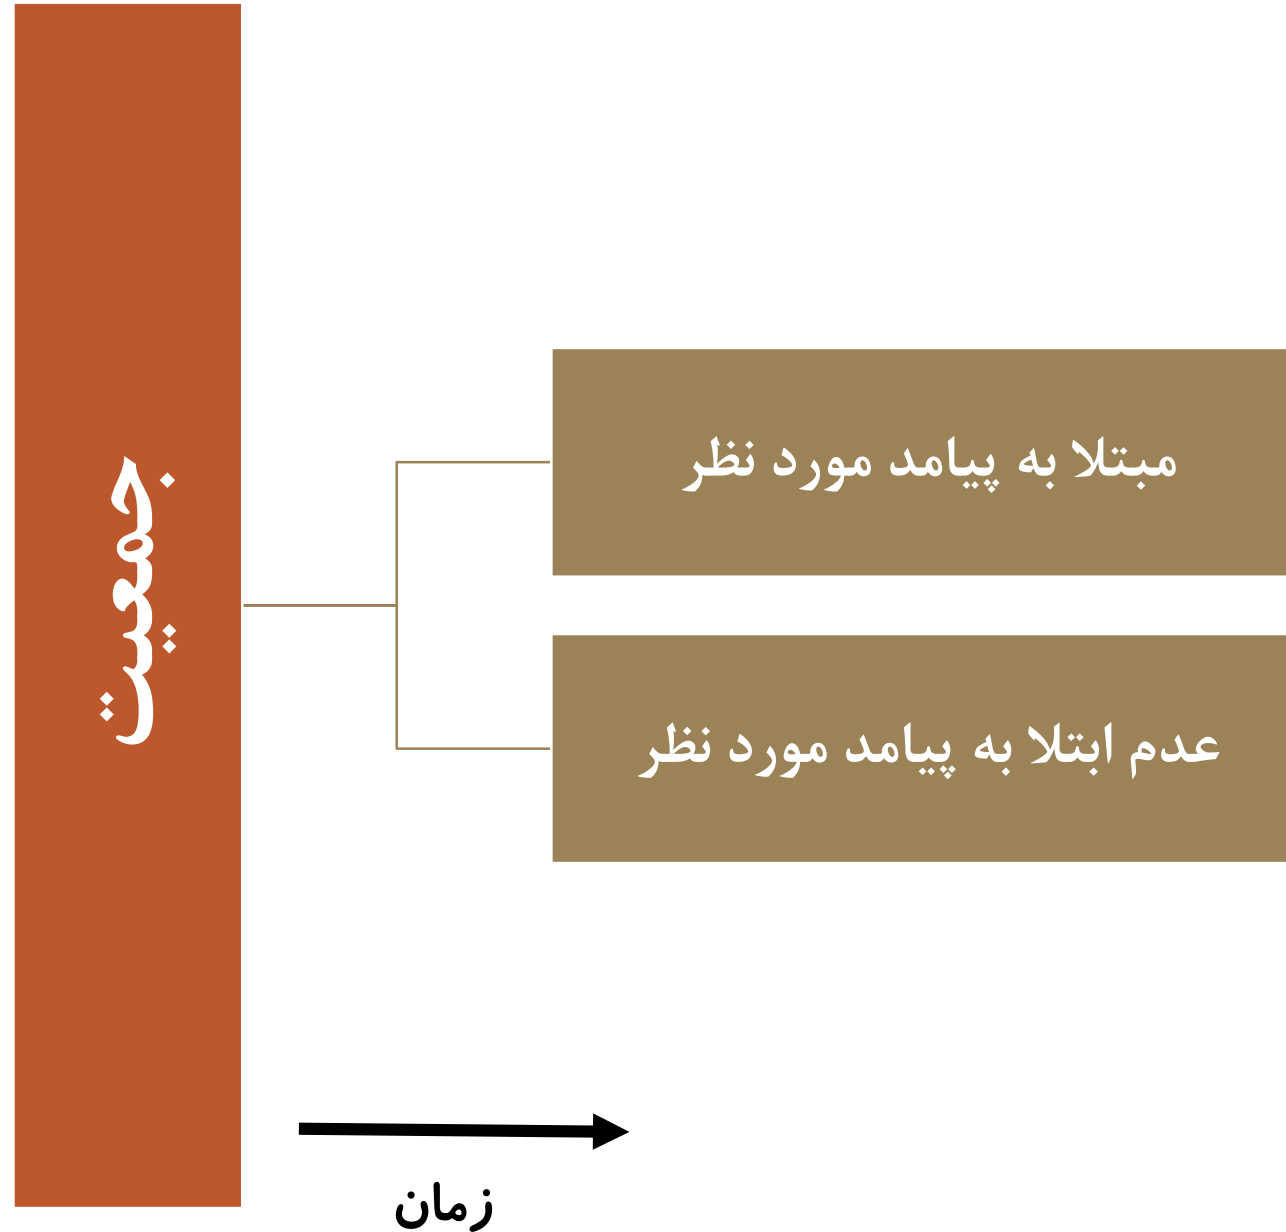 جمعیت
مبتلا به پیامد مورد نظر
عدم ابتلا به پیامد مورد نظر
زمان